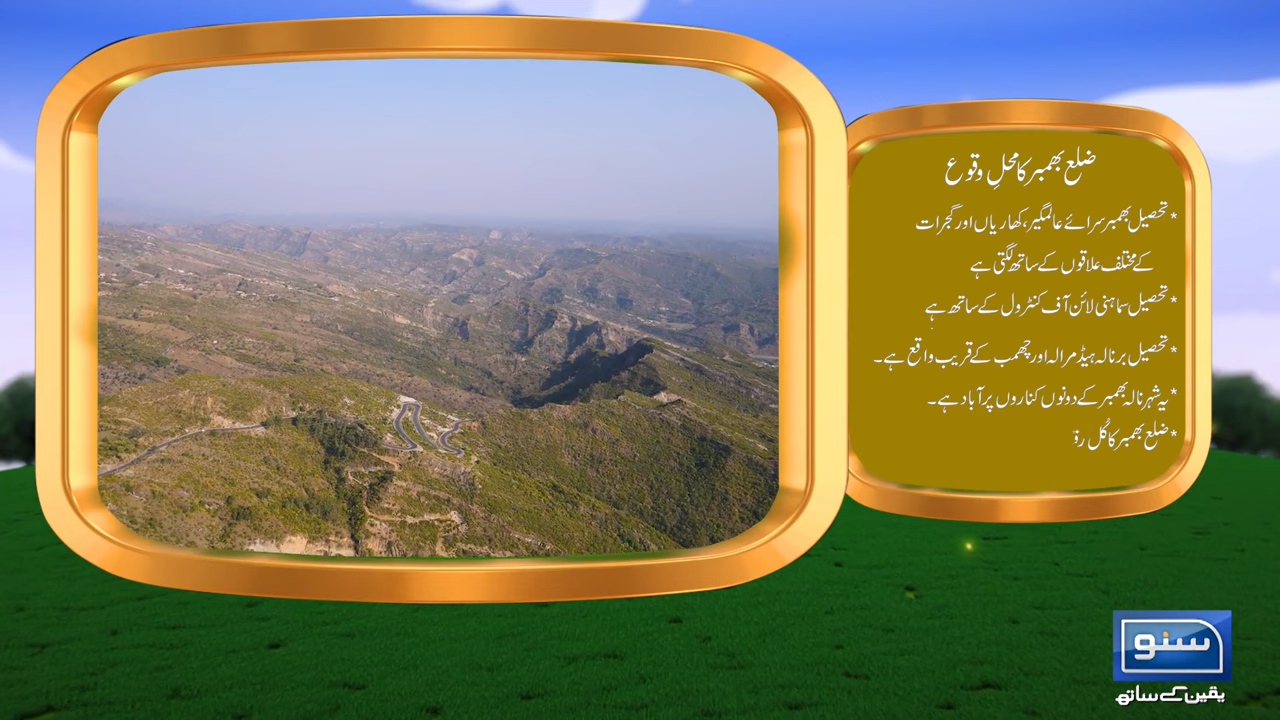 ضلع بھمبر کا محلِ وقوع
* تحصیل بھمبر سرائے عالمگیر، کھاریاں اور گجرات
کے مختلف علاقوں کے ساتھ لگتی ہے
* تحصیل سماہنی لائن آف کنٹرول کے ساتھ ہے
* تحصیل برنالہ ہیڈ مرالہ اور چھمب کے قریب واقع ہے۔
* یہ شہر نالہ بھمبر کے دونوں کناروں پر آباد ہے۔
* ضلع بھمبر کا کُل رق
سنو
یقین کے ساتھ